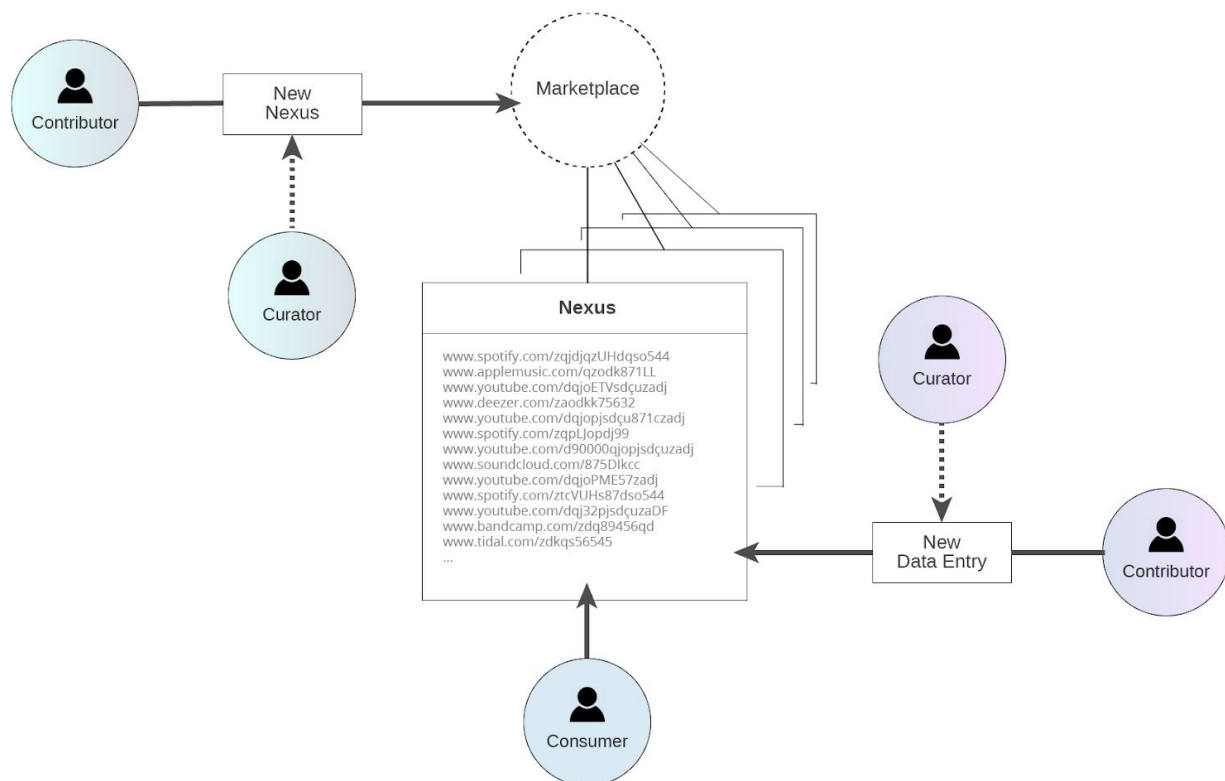 Contributor
New
Nexus
Marketplace
Curator
Nexus
www.spotify.com/zqjdjqzUHdqso544
www.applemusic.com/qzodk871LL
www.youtube.com/dqjoETVsdçuzadj
www.deezer.com/zaodkk75632
www.youtube.com/dqjopjsdçu871czadj
www.spotify.com/zqpLJopdj99
www.youtube.com/d90000qjopjsdçuzadj
www.soundcloud.com/875DIkcc
www.youtube.com/dqjoPME57zadj
www.spotify.com/ztcVUHs87dso544
www.youtube.com/dqj32pjsdçuzaDF
www.bandcamp.com/zdq89456qd
www.tidal.com/zdkqs56545
...
Curator
New
Data Entry
Contributor
Consumer